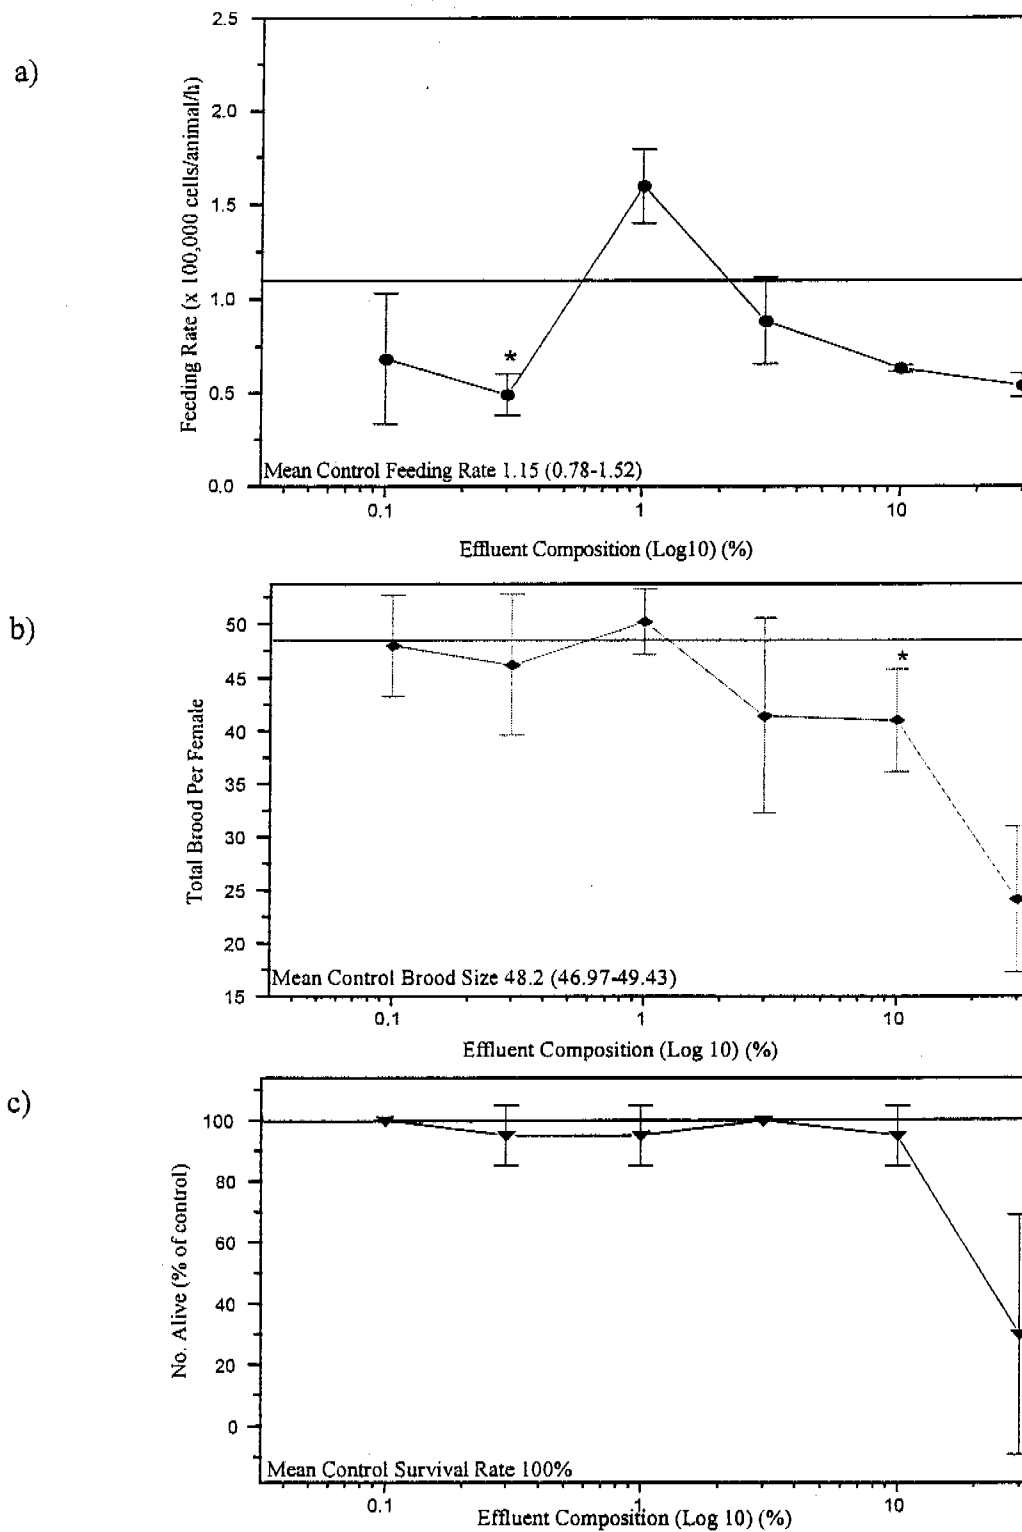 a)
2.5
2.0
1.5
1.0
0.5
0.0
Feeding Rate (x 100,000 cells/animal/h)
*
Mean Control Feeding Rate 1.15 (0.78-1.52)
0.1
1
10
Effluent Composition (Log10) (%)
b)
50
45
40
35
30
25
20
15
Total Brood Per Female
*
Mean Control Brood Size 48.2 (46.97-49.43)
0.1
1
10
Effluent Composition (Log 10) (%)
c)
100
80
60
40
20
0
No. Alive (% of control)
Mean Control Survival Rate 100%
0.1
1
10
Effluent Composition (Log 10) (%)